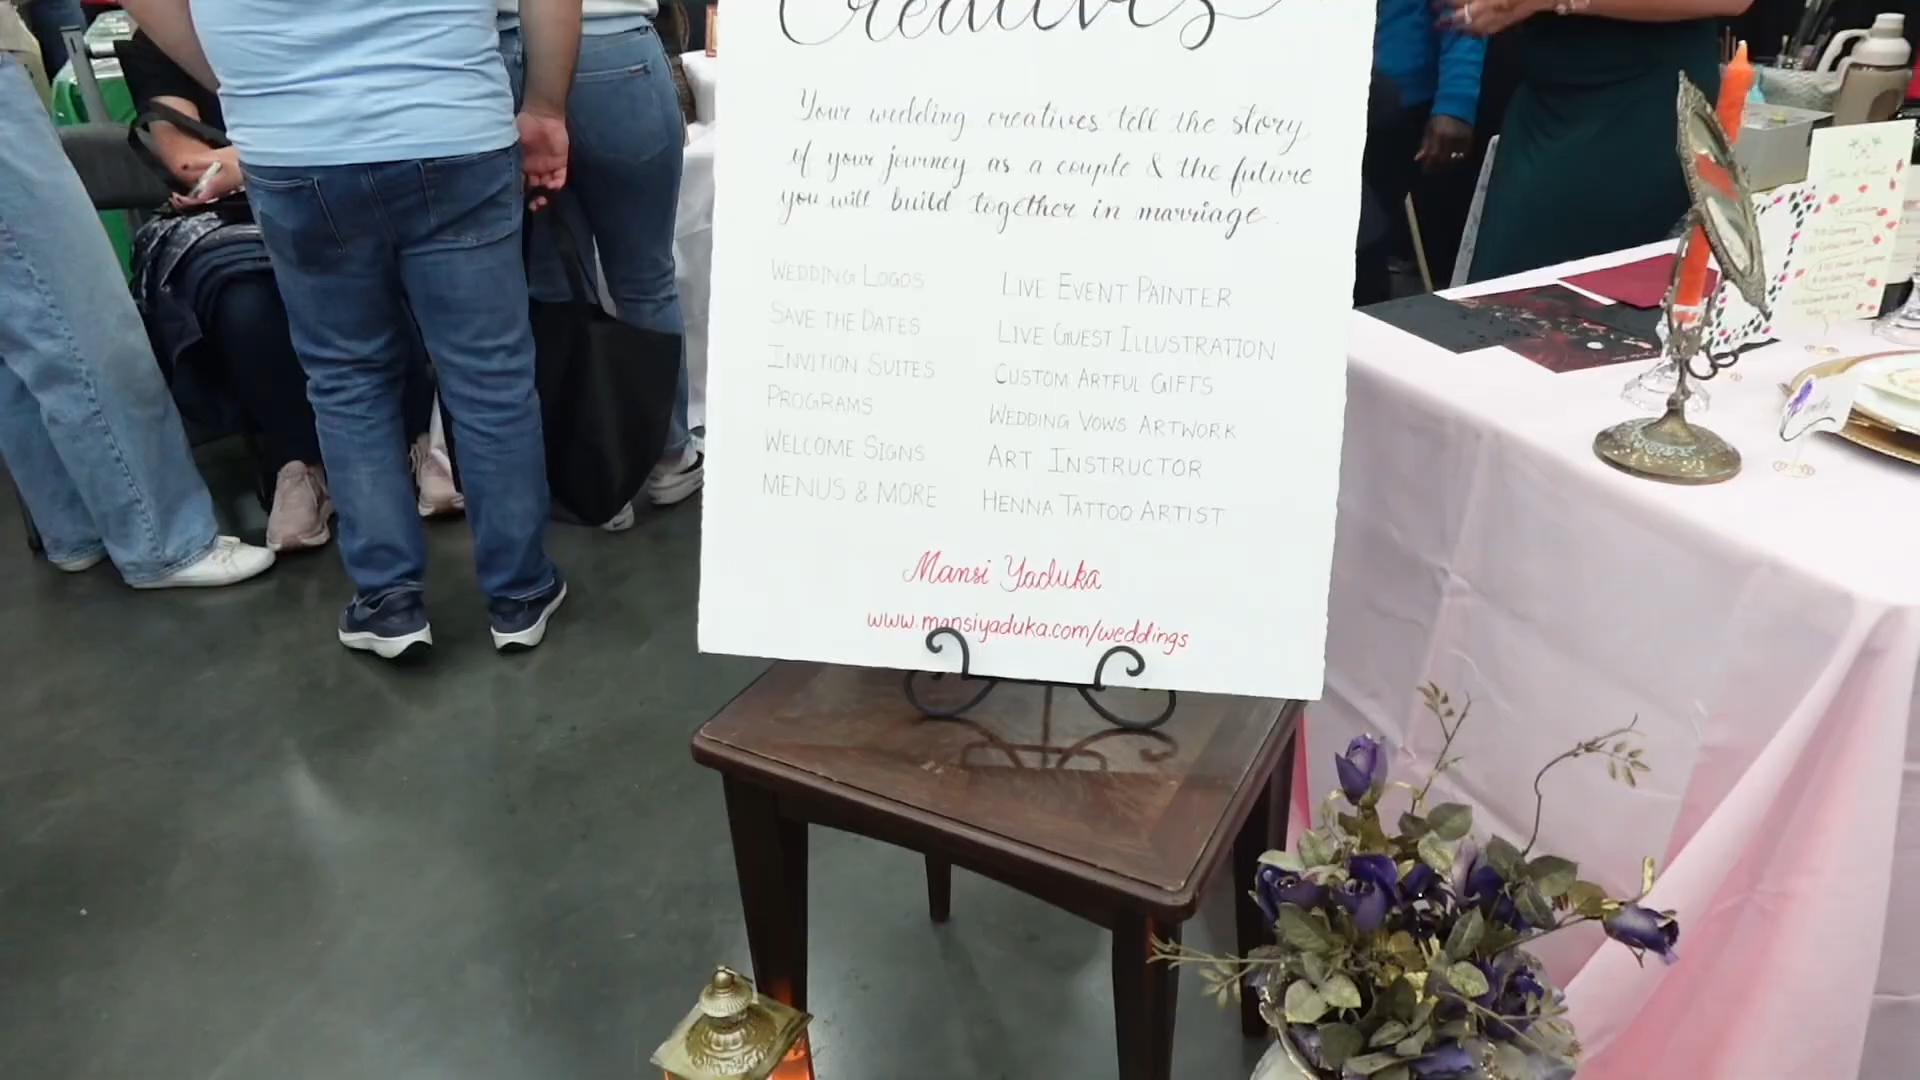 Creatives
Your wedding creatives tell the story
of your journey as a couple & the future
you will build together in marriage.
WEDDING LOGOS
SAVE THE DATES
INVITION SUITES
PROGRAMS
WELCOME SIGNS
MENUS & MORE
LIVE EVENT PAINTER
LIVE GUEST ILLUSTRATION
CUSTOM ARTFUL GIFTS
WEDDING VOWS ARTWORK
ART INSTRUCTOR
HENNA TATTOO ARTIST
Mansi Yaduka
www.mansiyaduka.com/weddings